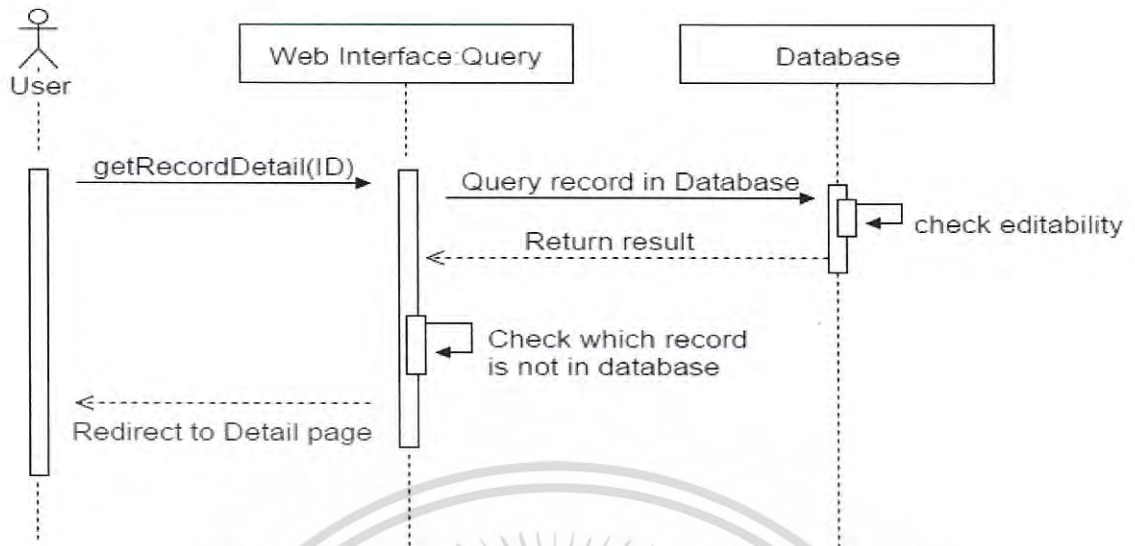 User
Web Interface:Query
Database
getRecordDetail(ID)
Query record in Database
check editability
Return result
Check which record
is not in database
Redirect to Detail page